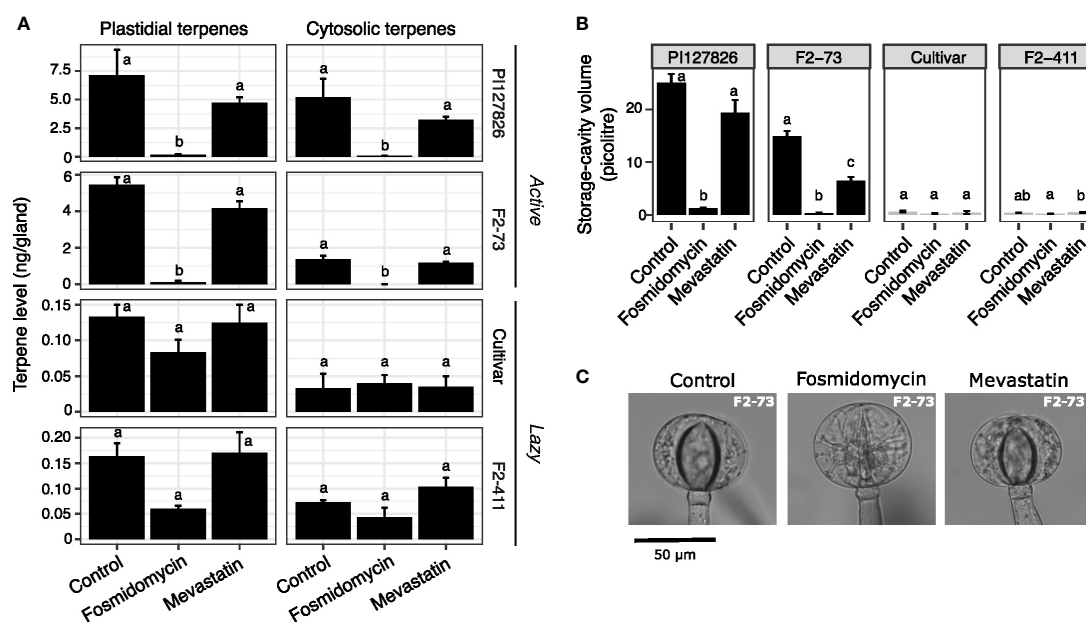 A
Plastidial terpenes
Cytosolic terpenes
Terpene level (ng/gland)
7.5
5.0
2.5
0
a
b
a
a
b
a
PI127826
6
4
2
0
a
b
a
a
b
a
F2-73
Active
0.15
0.10
0.05
0
a
a
a
a
a
a
Cultivar
0.20
0.15
0.10
0.05
0
a
a
a
a
a
a
F2-411
Lazy
Control
Fosmidomycin
Mevastatin
Control
Fosmidomycin
Mevastatin
B
Storage-cavity volume
(picolitre)
PI127826
F2–73
Cultivar
F2–411
20
10
0
a
b
a
a
b
c
a
a
a
ab
a
b
Control
Fosmidomycin
Mevastatin
Control
Fosmidomycin
Mevastatin
Control
Fosmidomycin
Mevastatin
Control
Fosmidomycin
Mevastatin
C
Control
Fosmidomycin
Mevastatin
F2-73
F2-73
F2-73
50 µm